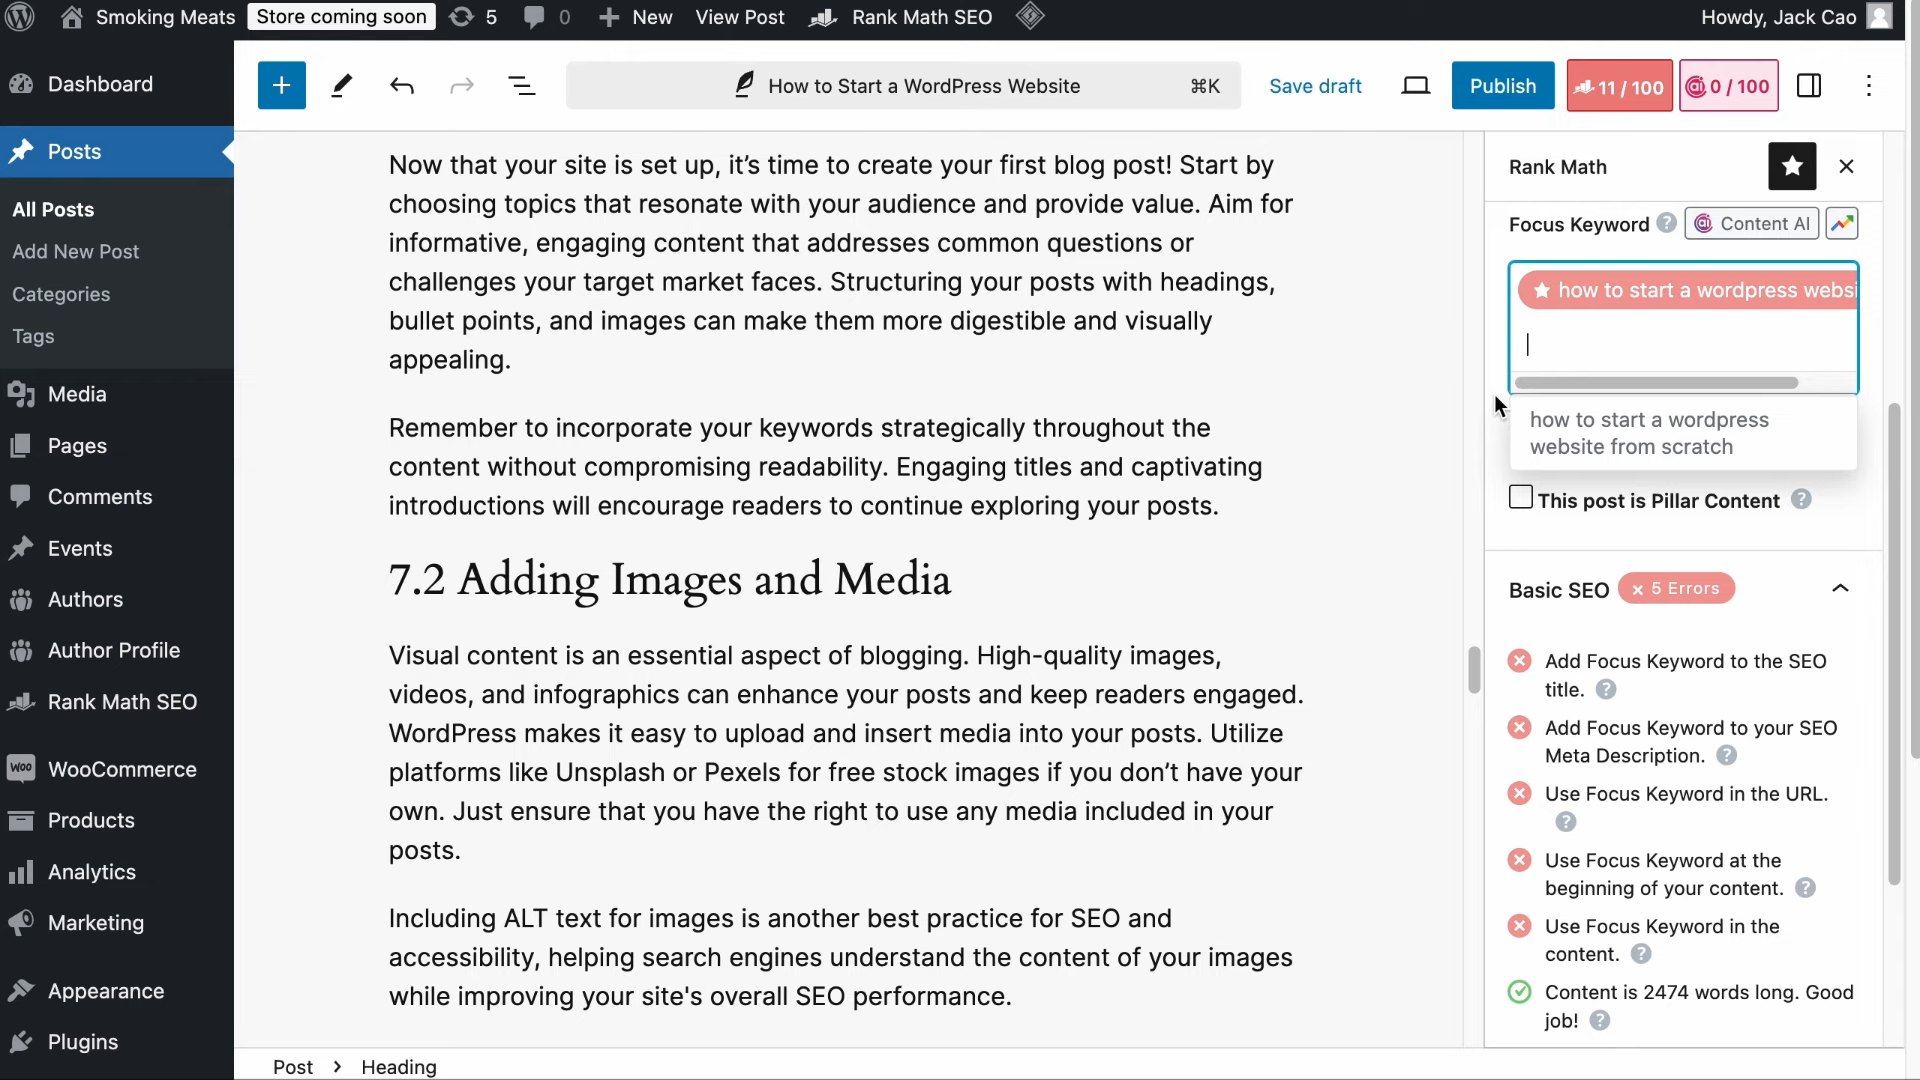 Smoking Meats Store coming soon 5 0 New View Post Rank Math SEO Howdy, Jack Cao
Dashboard
Posts
All Posts
Add New Post
Categories
Tags
Media
Pages
Comments
Events
Authors
Author Profile
Rank Math SEO
WOO WooCommerce
Products
Analytics
Marketing
Appearance
Plugins
How to Start a WordPress Website ⌘K Save draft Publish 11 / 100 0 / 100
Now that your site is set up, it’s time to create your first blog post! Start by
choosing topics that resonate with your audience and provide value. Aim for
informative, engaging content that addresses common questions or
challenges your target market faces. Structuring your posts with headings,
bullet points, and images can make them more digestible and visually
appealing.
Remember to incorporate your keywords strategically throughout the
content without compromising readability. Engaging titles and captivating
introductions will encourage readers to continue exploring your posts.
7.2 Adding Images and Media
Visual content is an essential aspect of blogging. High-quality images,
videos, and infographics can enhance your posts and keep readers engaged.
WordPress makes it easy to upload and insert media into your posts. Utilize
platforms like Unsplash or Pexels for free stock images if you don’t have your
own. Just ensure that you have the right to use any media included in your
posts.
Including ALT text for images is another best practice for SEO and
accessibility, helping search engines understand the content of your images
while improving your site's overall SEO performance.
Post › Heading
Rank Math
Focus Keyword ? Content AI
how to start a wordpress websi
how to start a wordpress
website from scratch
This post is Pillar Content ?
Basic SEO × 5 Errors
Add Focus Keyword to the SEO
title. ?
Add Focus Keyword to your SEO
Meta Description. ?
Use Focus Keyword in the URL.
?
Use Focus Keyword at the
beginning of your content. ?
Use Focus Keyword in the
content. ?
Content is 2474 words long. Good
job! ?